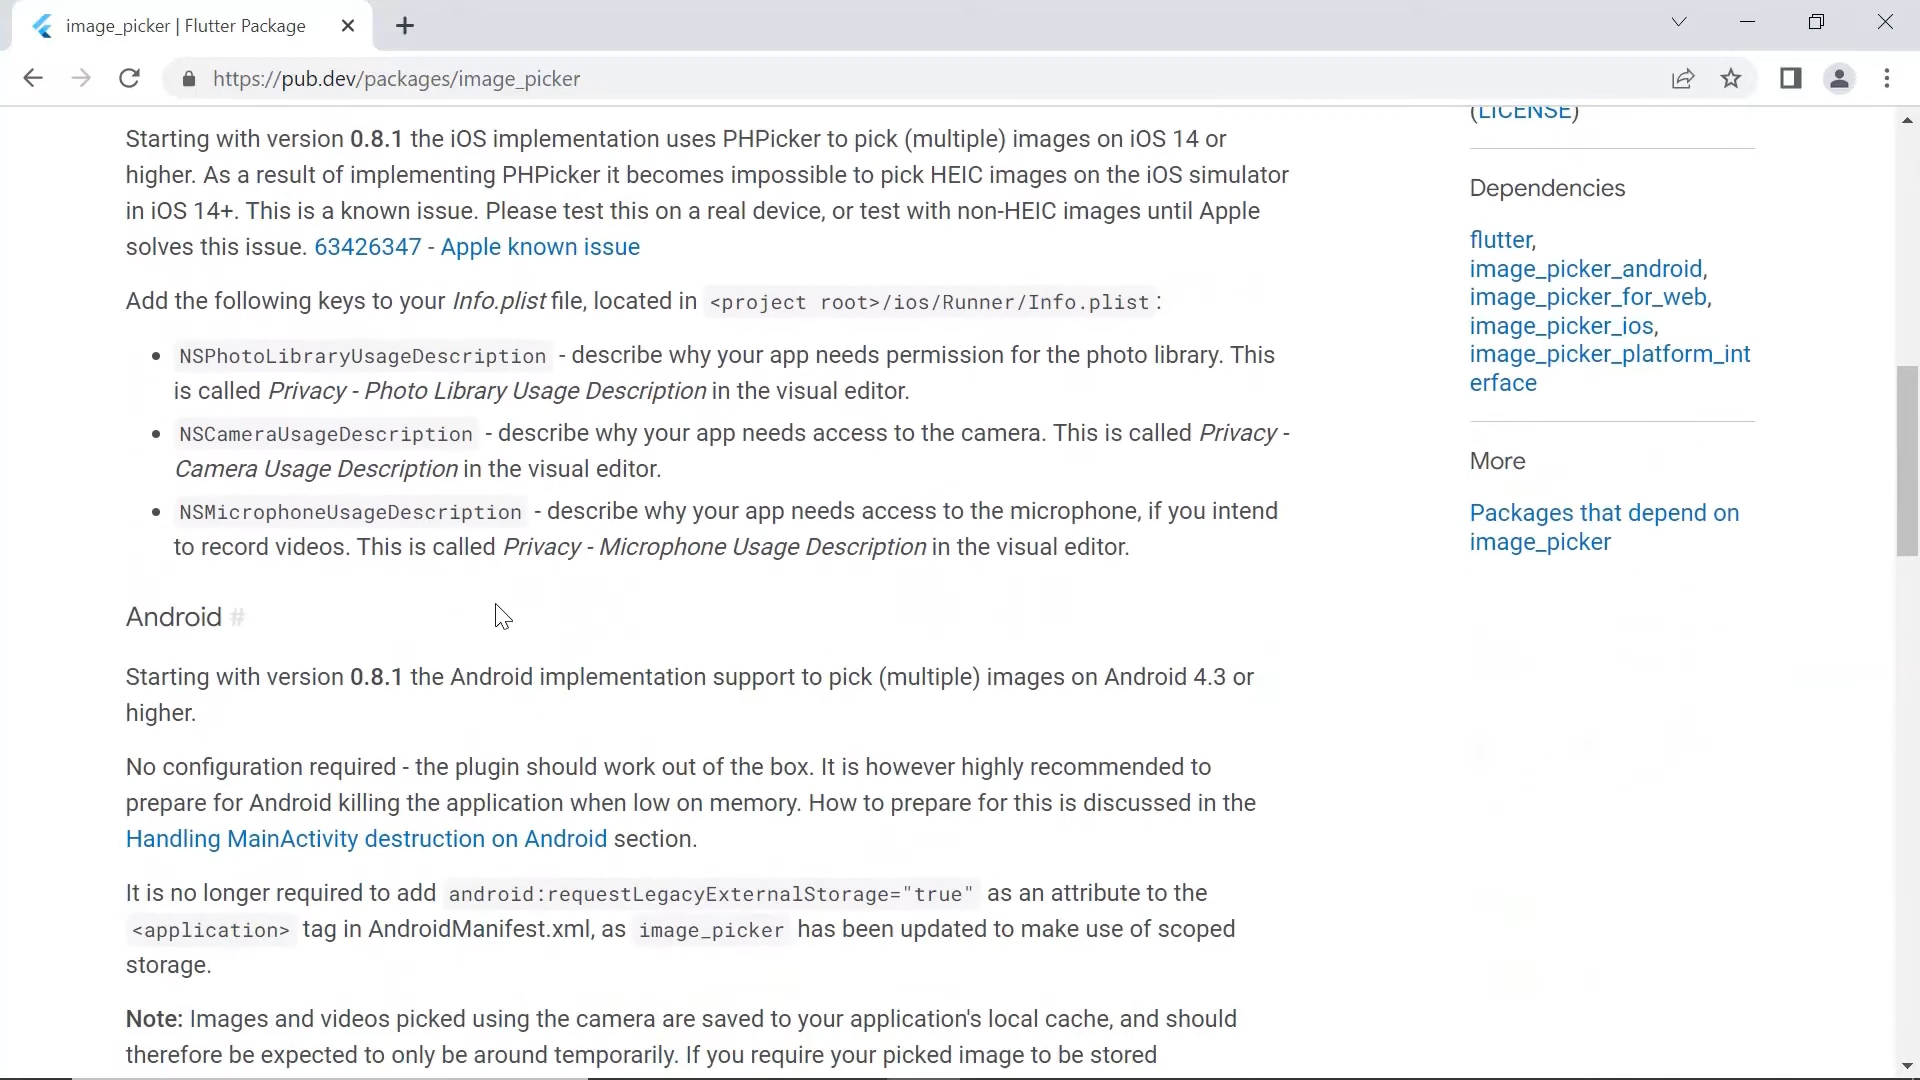 image_picker | Flutter Package
https://pub.dev/packages/image_picker
Starting with version 0.8.1 the iOS implementation uses PHPicker to pick (multiple) images on iOS 14 or
higher. As a result of implementing PHPicker it becomes impossible to pick HEIC images on the iOS simulator
in iOS 14+. This is a known issue. Please test this on a real device, or test with non-HEIC images until Apple
solves this issue. 63426347 - Apple known issue
Add the following keys to your Info.plist file, located in <project root>/ios/Runner/Info.plist :
• NSPhotoLibraryUsageDescription - describe why your app needs permission for the photo library. This
is called Privacy - Photo Library Usage Description in the visual editor.
• NSCameraUsageDescription - describe why your app needs access to the camera. This is called Privacy -
Camera Usage Description in the visual editor.
• NSMicrophoneUsageDescription - describe why your app needs access to the microphone, if you intend
to record videos. This is called Privacy - Microphone Usage Description in the visual editor.
Android #
Starting with version 0.8.1 the Android implementation support to pick (multiple) images on Android 4.3 or
higher.
No configuration required - the plugin should work out of the box. It is however highly recommended to
prepare for Android killing the application when low on memory. How to prepare for this is discussed in the
Handling MainActivity destruction on Android section.
It is no longer required to add android:requestLegacyExternalStorage="true" as an attribute to the
<application> tag in AndroidManifest.xml, as image_picker has been updated to make use of scoped
storage.
Note: Images and videos picked using the camera are saved to your application's local cache, and should
therefore be expected to only be around temporarily. If you require your picked image to be stored
(LICENSE)
Dependencies
flutter,
image_picker_android,
image_picker_for_web,
image_picker_ios,
image_picker_platform_int
erface
More
Packages that depend on
image_picker